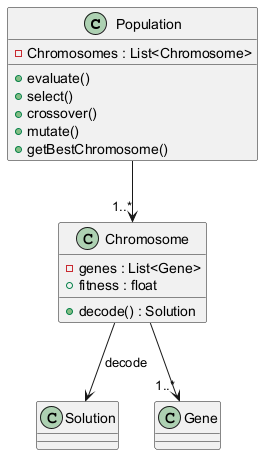 C Population
Chromosomes : List<Chromosome>
evaluate()
select()
crossover()
mutate()
getBestChromosome()
1..*
C Chromosome
genes : List<Gene>
fitness : float
decode() : Solution
decode
1..*
C Solution
C Gene